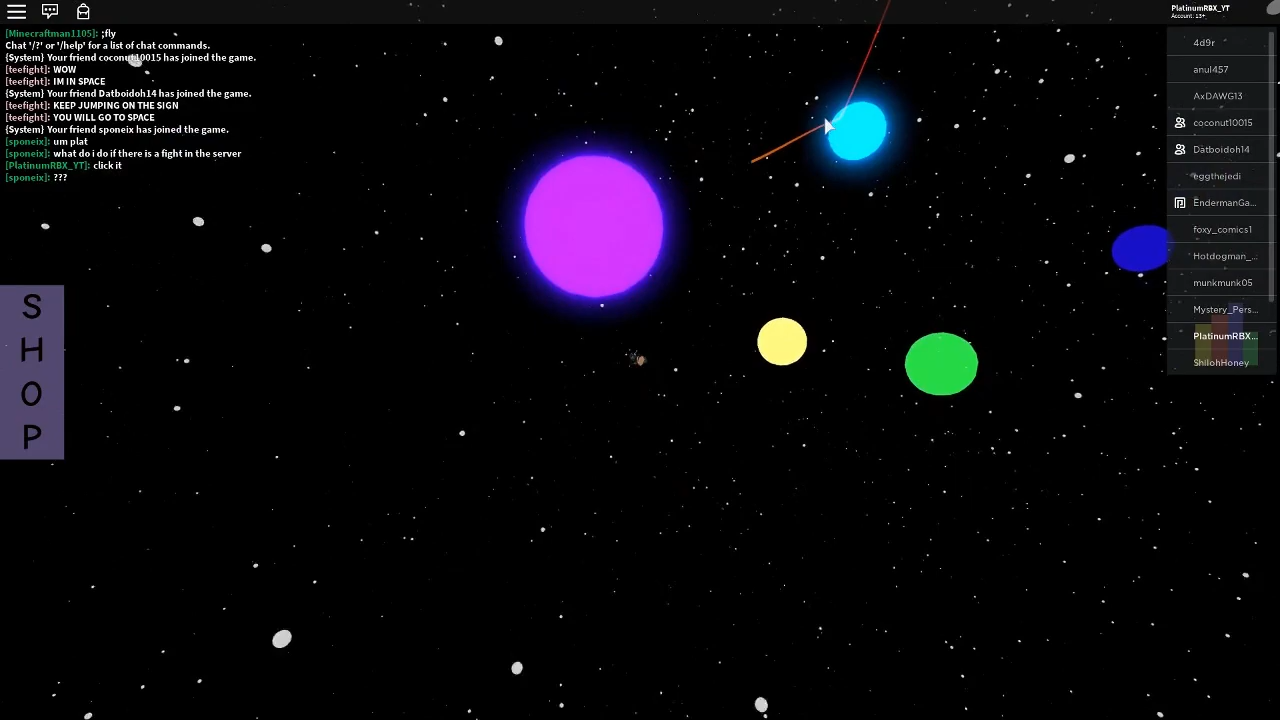 PlatinumRBX_YT
Account: 13+
[Minecraftman1105]: ;fly
Chat '/?' or '/help' for a list of chat commands.
{System} Your friend coconut10015 has joined the game.
[teefight]: WOW
[teefight]: IM IN SPACE
{System} Your friend Datboidoh14 has joined the game.
[teefight]: KEEP JUMPING ON THE SIGN
[teefight]: YOU WILL GO TO SPACE
{System} Your friend sponeix has joined the game.
[sponeix]: um plat
[sponeix]: what do i do if there is a fight in the server
[PlatinumRBX_YT]: click it
[sponeix]: ???
4d9r
anul457
AxDAWG13
coconut10015
Datboidoh14
eggthejedi
EndermanGa...
foxy_comics1
Hotdogman_...
munkmunk05
Mystery_Pers...
PlatinumRBX...
ShilohHoney
S
H
O
P